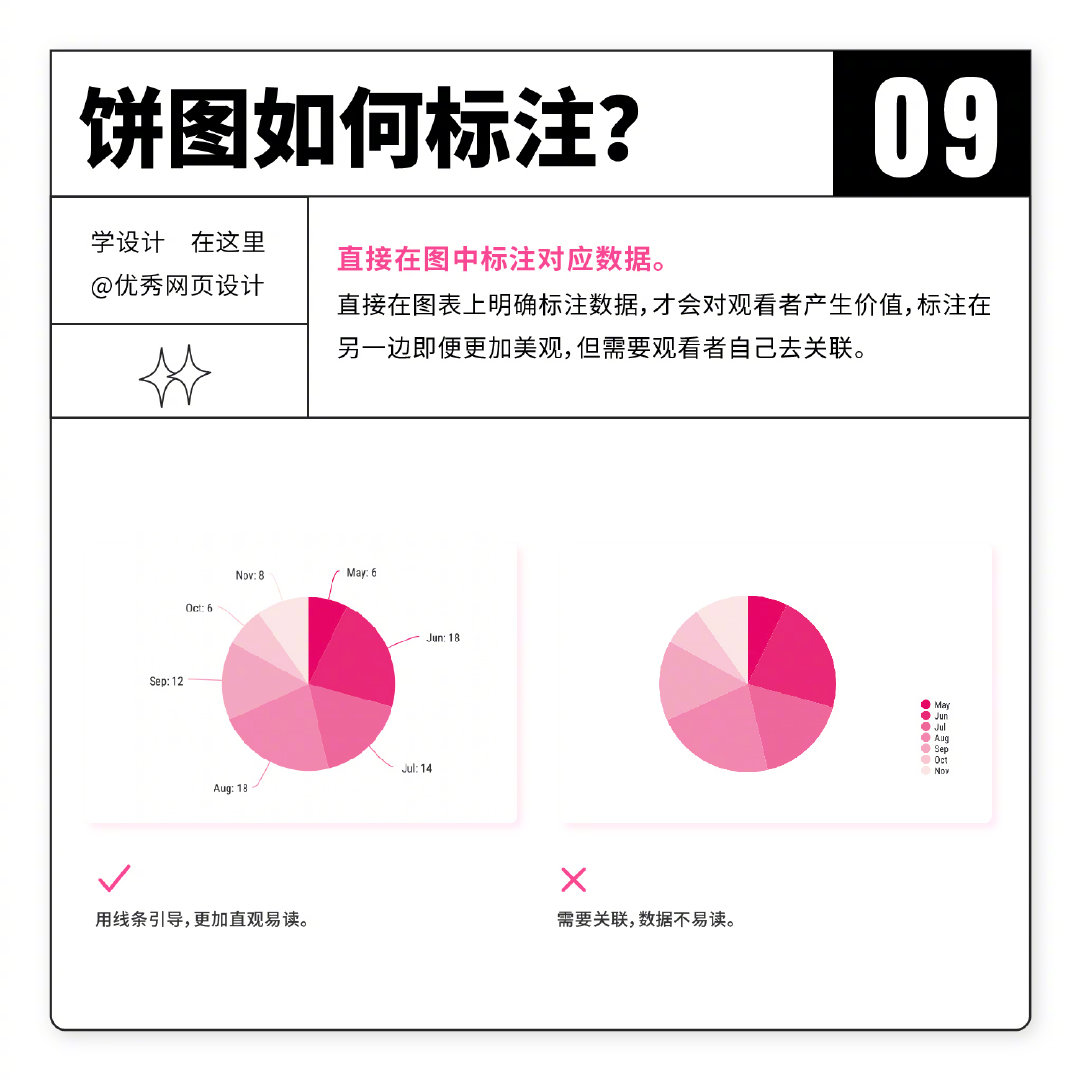 饼图如何标注？
09
学设计　在这里
@优秀网页设计
直接在图中标注对应数据。
直接在图表上明确标注数据，才会对观看者产生价值，标注在
另一边即便更加美观，但需要观看者自己去关联。
Nov: 8
May: 6
Oct: 6
Jun: 18
Sep: 12
Jul: 14
Aug: 18
May
Jun
Jul
Aug
Sep
Oct
Nov
用线条引导，更加直观易读。
需要关联，数据不易读。